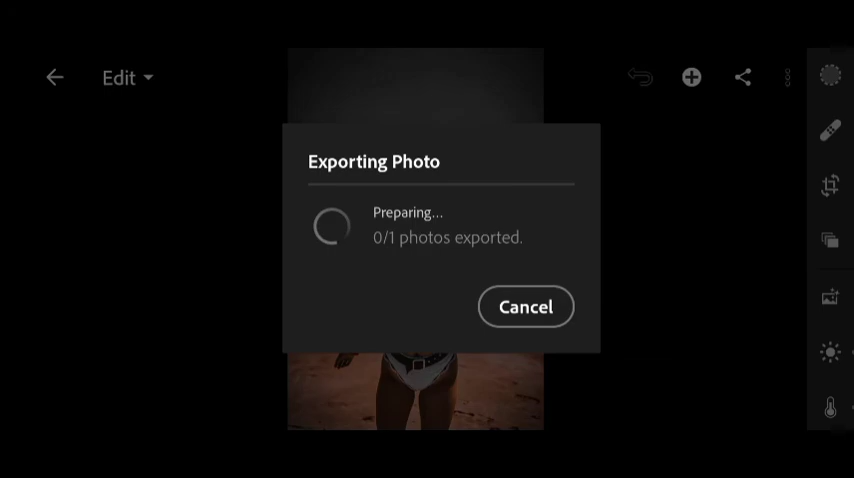 Edit
Exporting Photo
Preparing...
0/1 photos exported.
Cancel